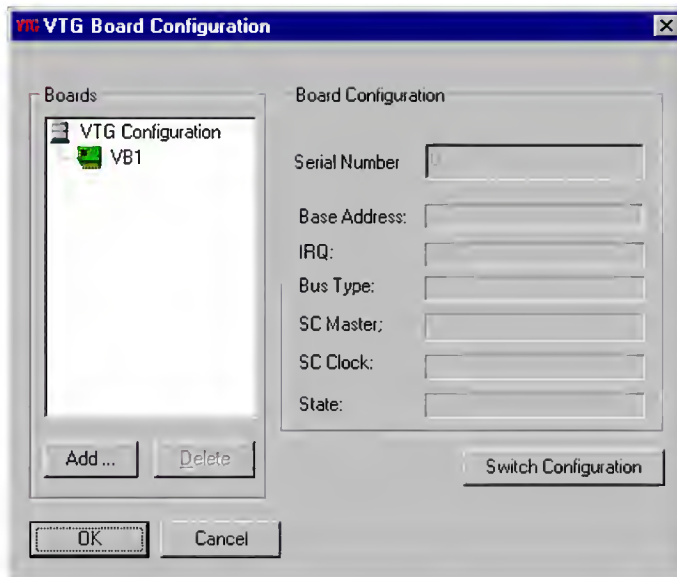 VTG VTG Board Configuration
Boards
VTG Configuration
VB1
Add ...
Delete
Board Configuration
Serial Number
Base Address:
IRQ:
Bus Type:
SC Master:
SC Clock:
State:
Switch Configuration
OK
Cancel